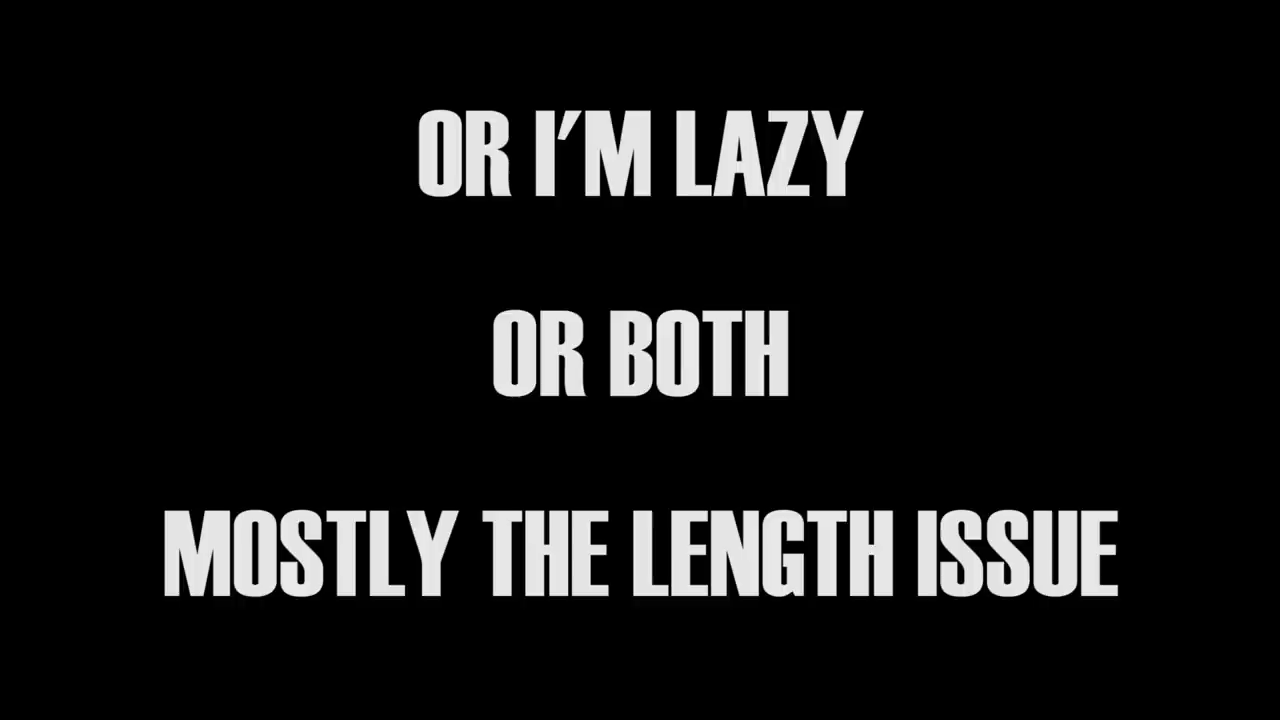 OR I'M LAZY
OR BOTH
MOSTLY THE LENGTH ISSUE